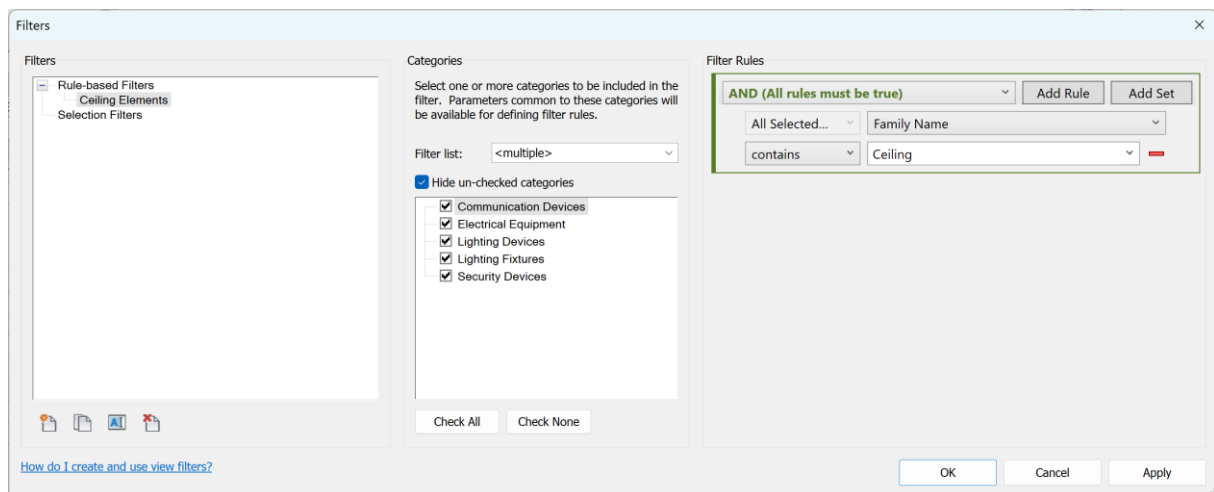 Filters
Filters
Rule-based Filters
Ceiling Elements
Selection Filters
How do I create and use view filters?
Categories
Select one or more categories to be included in the
filter. Parameters common to these categories will
be available for defining filter rules.
Filter list: <multiple>
Hide un-checked categories
Communication Devices
Electrical Equipment
Lighting Devices
Lighting Fixtures
Security Devices
Check All Check None
Filter Rules
AND (All rules must be true) Add Rule Add Set
All Selected... Family Name
contains Ceiling
OK Cancel Apply